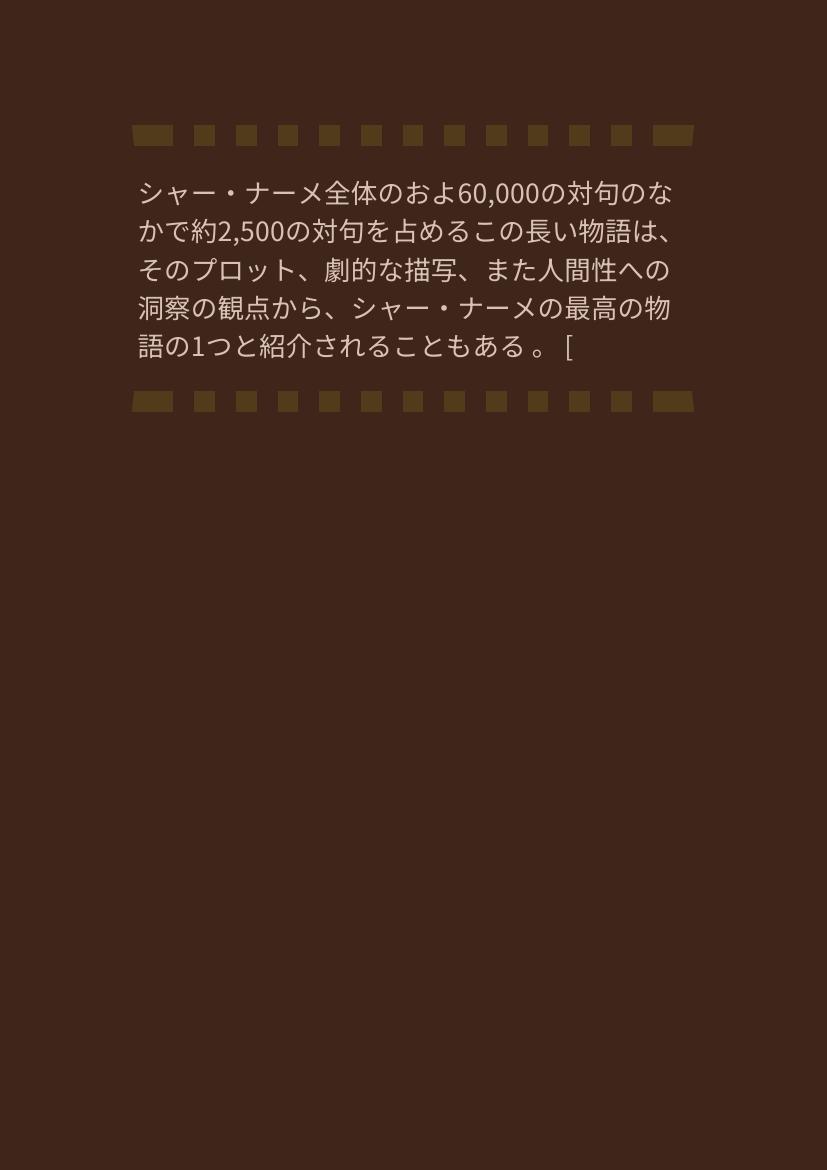 シャー・ナーメ全体のおよ60,000の対句のな
かで約2,500の対句を占めるこの長い物語は、
そのプロット、劇的な描写、また人間性への
洞察の観点から、シャー・ナーメの最高の物
語の1つと紹介されることもある 。 [